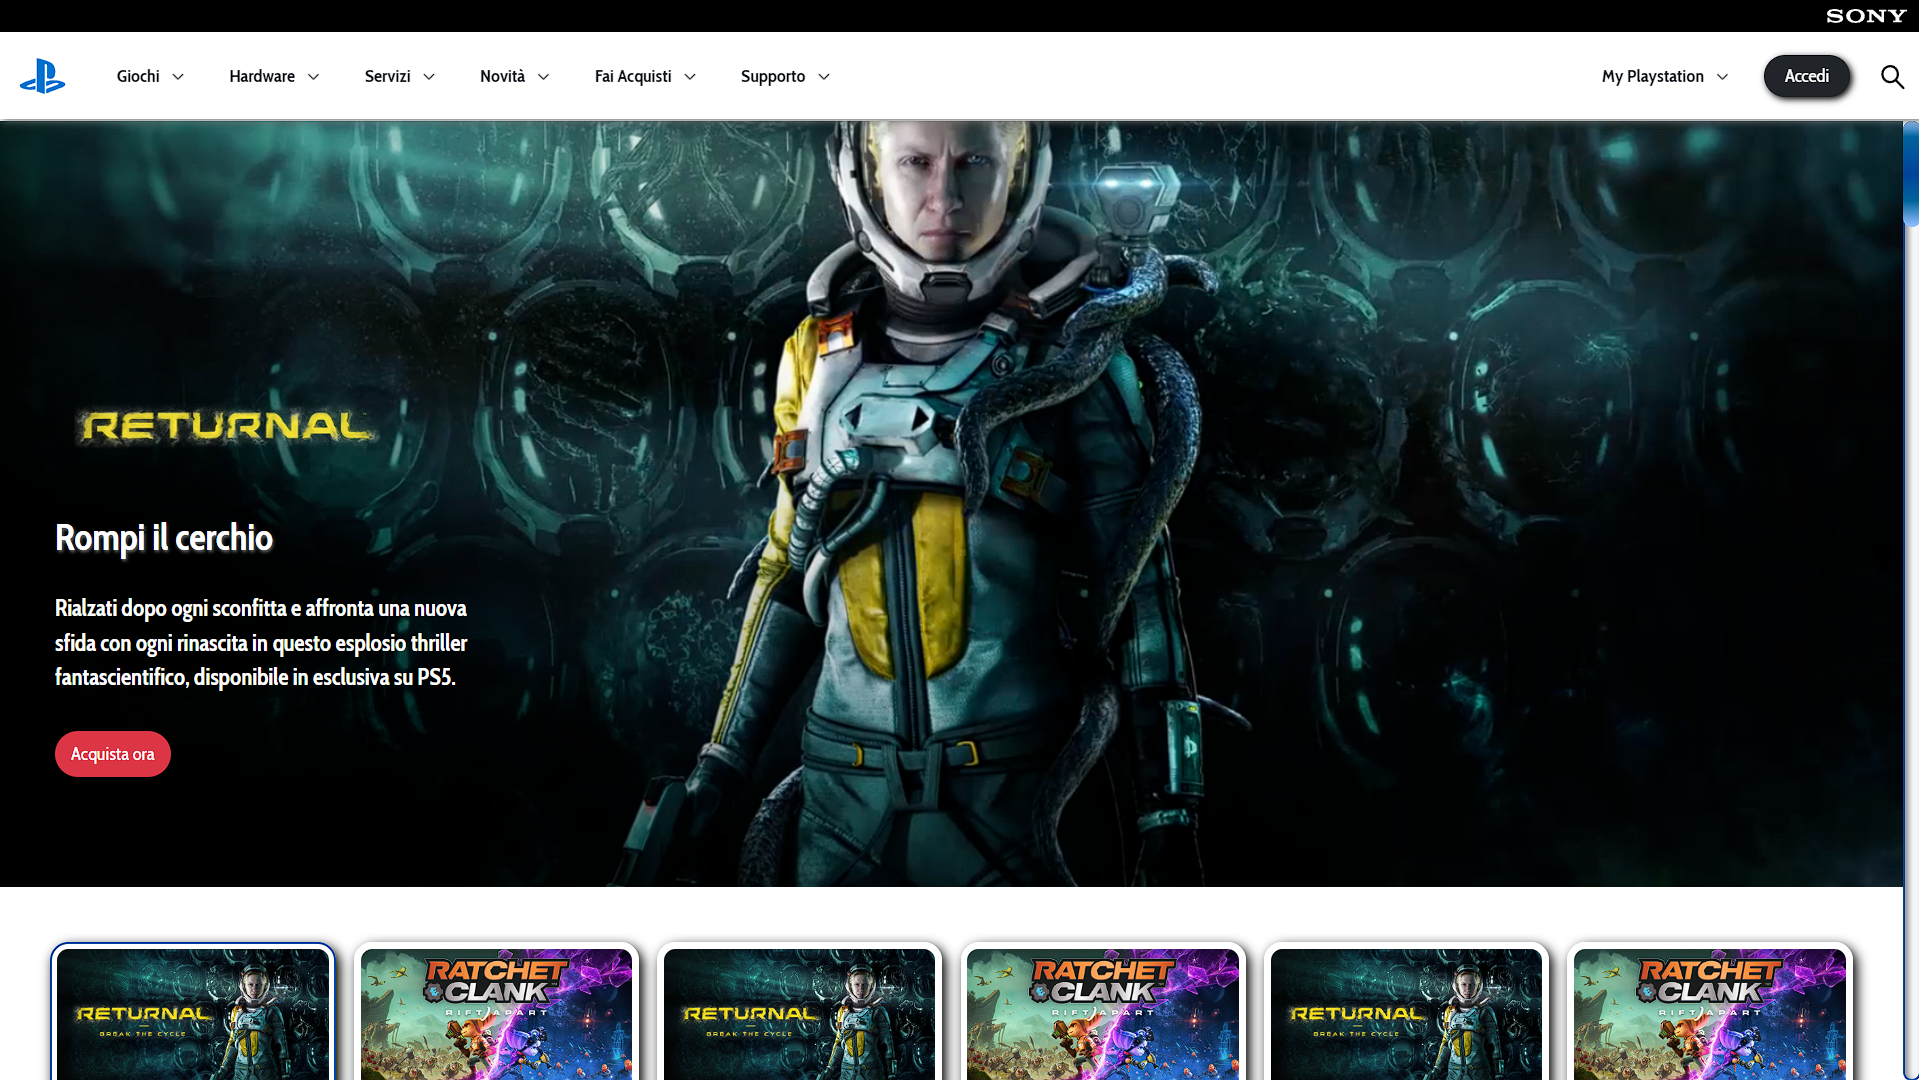 SONY
Giochi
Hardware
Servizi
Novità
Fai Acquisti
Supporto
My Playstation
Accedi
RETURNAL
Rompi il cerchio
Rialzati dopo ogni sconfitta e affronta una nuova
sfida con ogni rinascita in questo esplosio thriller
fantascientifico, disponibile in esclusiva su PS5.
Acquista ora
RETURNAL
BREAK THE CYCLE
RATCHET
CLANK
RIFT APART
RETURNAL
BREAK THE CYCLE
RATCHET
CLANK
RIFT APART
RETURNAL
BREAK THE CYCLE
RATCHET
CLANK
RIFT APART